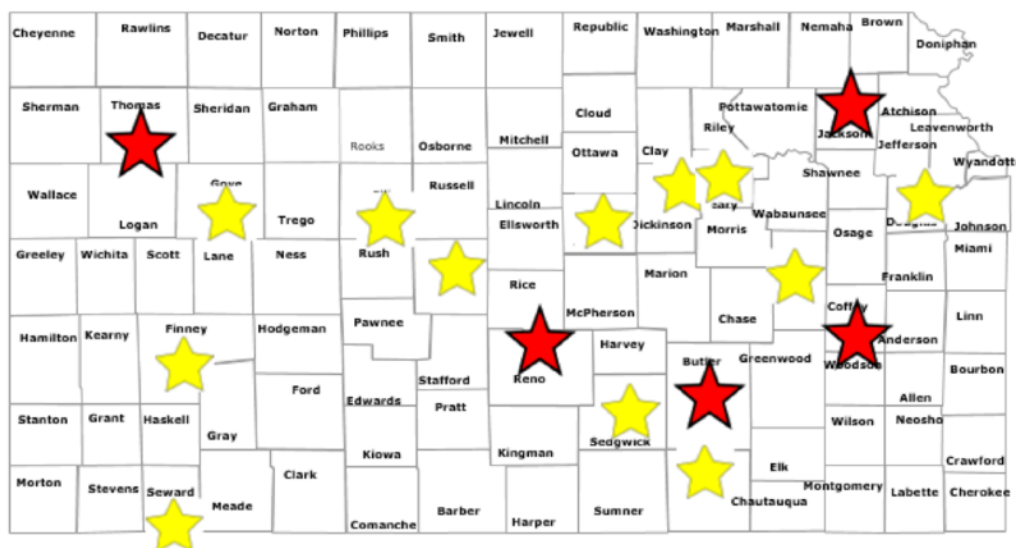 Cheyenne
Rawlins
Decatur
Norton
Phillips
Smith
Jewell
Republic
Washington
Marshall
Nemaha
Brown
Doniphan
Sherman
Thomas
Sheridan
Graham
Rooks
Osborne
Mitchell
Cloud
Ottawa
Clay
Riley
Pottawatomie
Jackson
Atchison
Leavenworth
Jefferson
Wyandott
Wallace
Logan
Gove
Trego
Russell
Lincoln
Ellsworth
Dickinson
Morris
Wabaunsee
Shawnee
Osage
Douglas
Johnson
Greeley
Wichita
Scott
Lane
Ness
Rush
Rice
McPherson
Marion
Chase
Coffey
Franklin
Miami
Hamilton
Kearny
Finney
Hodgeman
Pawnee
Stafford
Reno
Harvey
Butler
Greenwood
Woodson
Anderson
Linn
Ford
Edwards
Pratt
Allen
Bourbon
Stanton
Grant
Haskell
Gray
Kiowa
Kingman
Sedgwick
Wilson
Neosho
Crawford
Morton
Stevens
Seward
Meade
Clark
Comanche
Barber
Harper
Sumner
Elk
Chautauqua
Montgomery
Labette
Cherokee